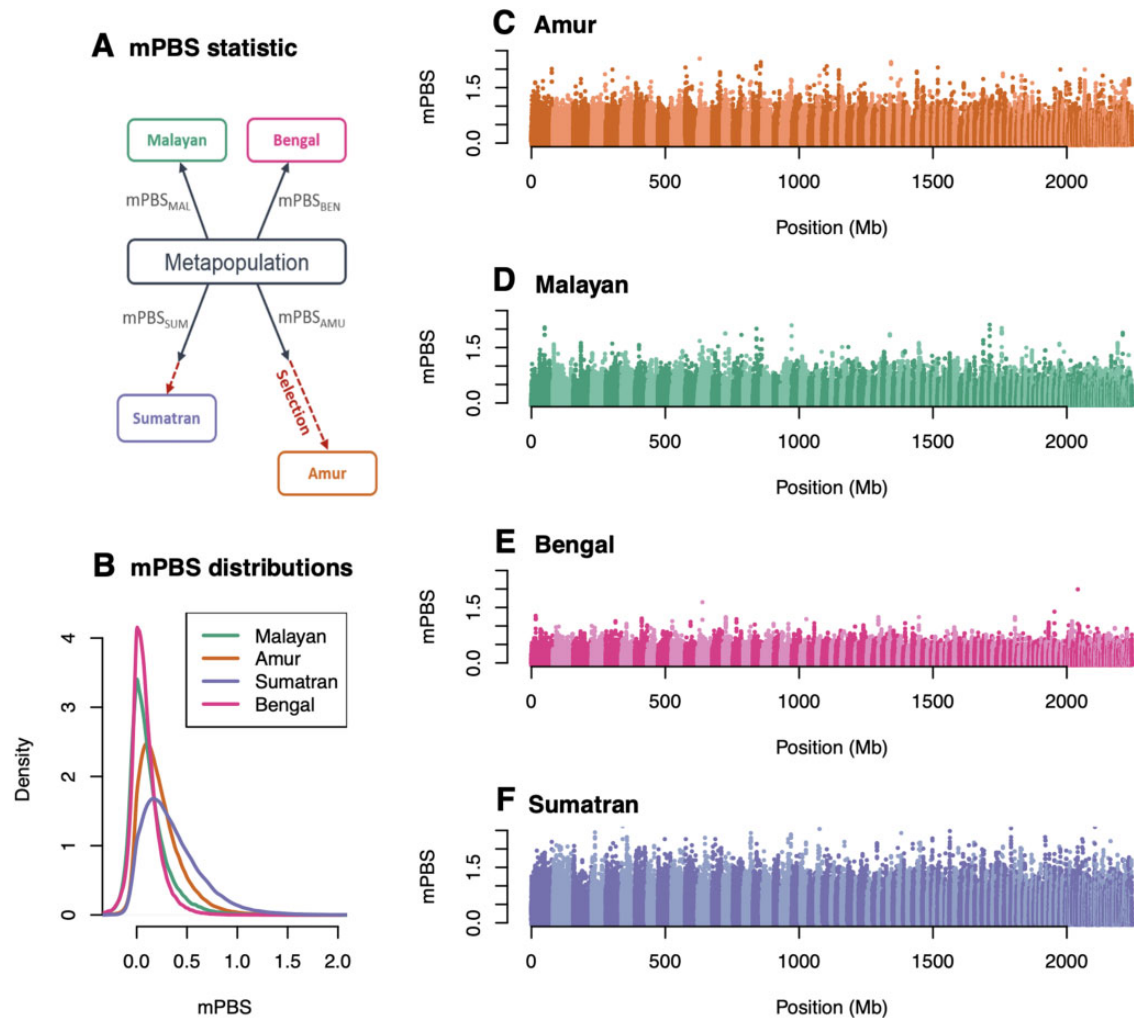 A mPBS statistic
Malayan
Bengal
mPBSMAL
mPBSBEN
Metapopulation
mPBSSUM
mPBSAMU
Selection
Sumatran
Amur
B mPBS distributions
Malayan
Amur
Sumatran
Bengal
Density
4
3
2
1
0
0.0 0.5 1.0 1.5 2.0
mPBS
C Amur
mPBS
1.5
0.0
0 500 1000 1500 2000
Position (Mb)
D Malayan
mPBS
1.5
0.0
0 500 1000 1500 2000
Position (Mb)
E Bengal
mPBS
1.5
0.0
0 500 1000 1500 2000
Position (Mb)
F Sumatran
mPBS
1.5
0.0
0 500 1000 1500 2000
Position (Mb)